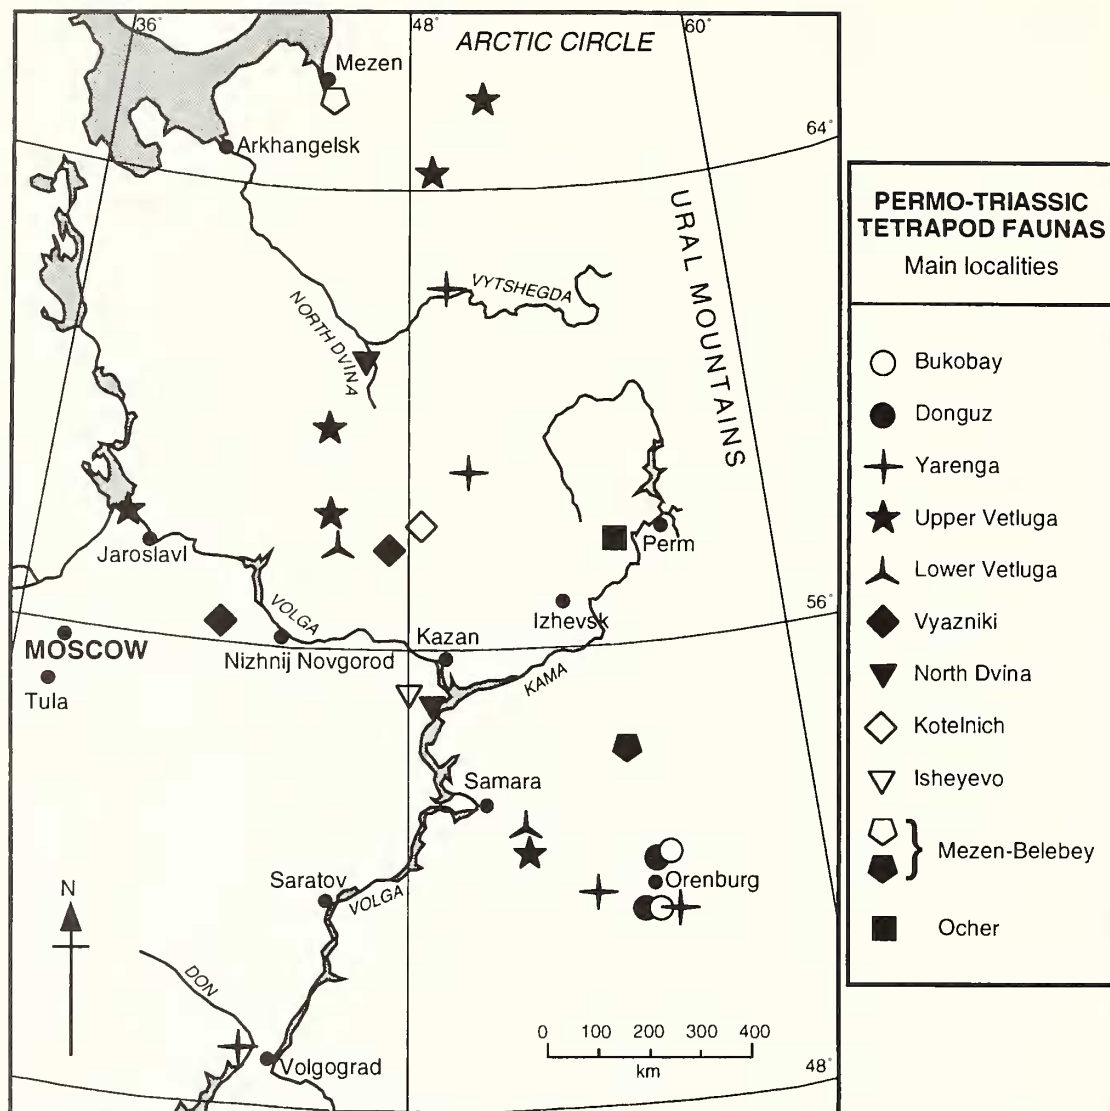 36°
48°
60°
ARCTIC CIRCLE
Mezen
64°
Arkhangelsk
URAL MOUNTAINS
VYTSHEGDA
NORTH DVINA
Jaroslavl
Perm
Izhevsk
56°
VOLGA
MOSCOW
Nizhnij Novgorod
Kazan
KAMA
Tula
Samara
Saratov
VOLGA
Orenburg
N
DON
0 100 200 300 400
km
Volgograd
48°
PERMO-TRIASSIC
TETRAPOD FAUNAS
Main localities
Bukobay
Donguz
Yarenga
Upper Vetluga
Lower Vetluga
Vyazniki
North Dvina
Kotelnich
Isheyevo
Mezen-Belebey
Ocher